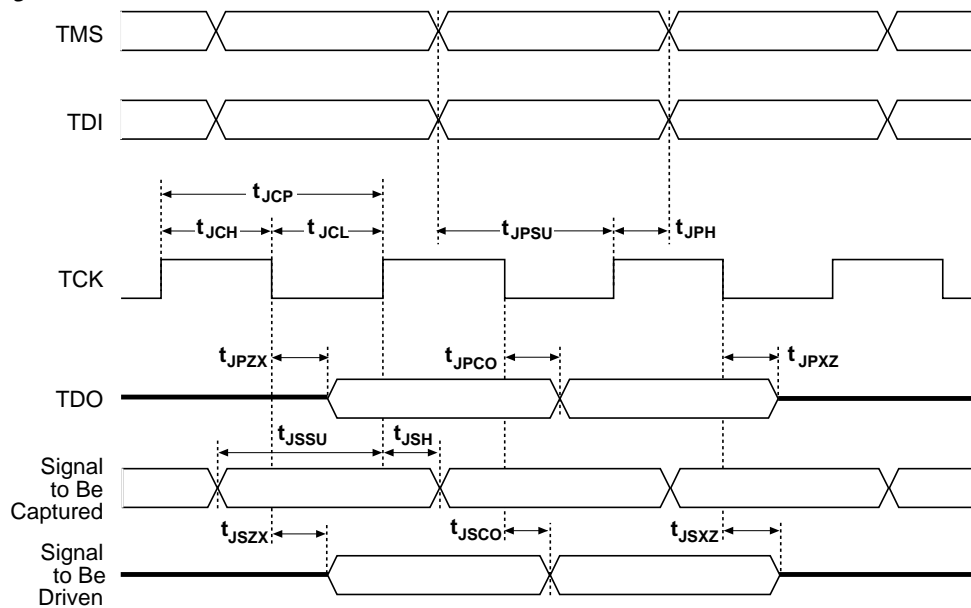 TMS
TDI
tJCP
tJCH
tJCL
tJPSU
tJPH
TCK
tJPZX
tJPCO
tJPXZ
TDO
tJSSU
tJSH
Signal
to Be
Captured
tJSZX
tJSCO
tJSXZ
Signal
to Be
Driven